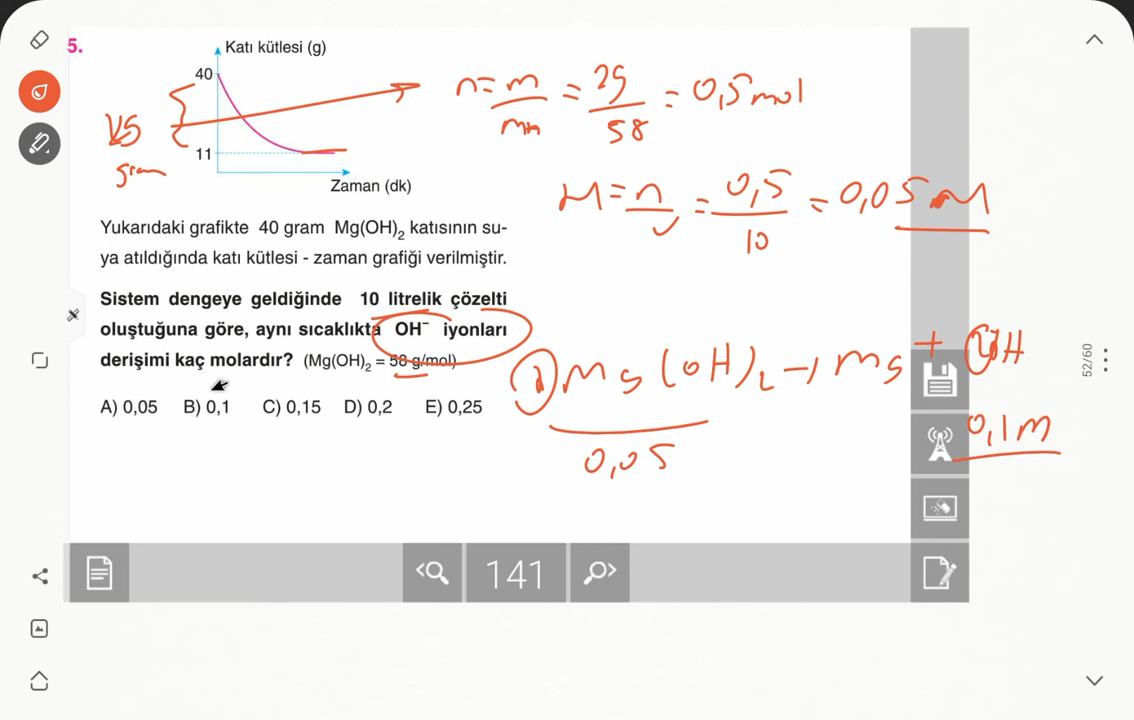 5.
Katı kütlesi (g)
40
11
Zaman (dk)
gram
n = m / mA = 29 / 58 = 0,5 mol
M = n / v = 0,5 / 10 = 0,05 M
Yukarıdaki grafikte 40 gram Mg(OH)₂ katısının su-
ya atıldığında katı kütlesi - zaman grafiği verilmiştir.
Sistem dengeye geldiğinde 10 litrelik çözelti
oluştuğuna göre, aynı sıcaklıkta OH⁻ iyonları
derişimi kaç molardır? (Mg(OH)₂ = 58 g/mol)
A) 0,05 B) 0,1 C) 0,15 D) 0,2 E) 0,25
1 Mg(OH)₂ → Mg + 2OH
0,05
0,1 M
141
52/60